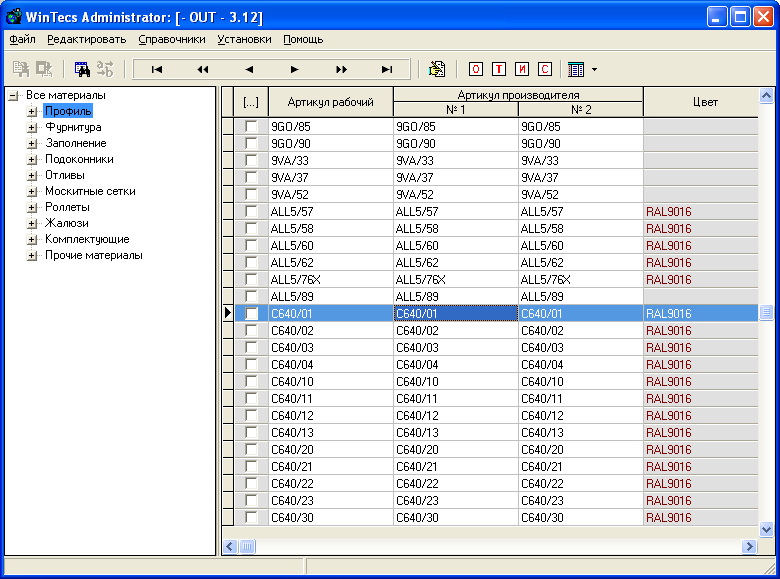 WinTecs Administrator: [- OUT - 3.12]
Файл Редактировать Справочники Установки Помощь
О Т И С
Все материалы
Профиль
Фурнитура
Заполнение
Подоконники
Отливы
Москитные сетки
Роллеты
Жалюзи
Комплектующие
Прочие материалы
[...] Артикул рабочий Артикул производителя Цвет
№ 1 № 2
9GO/85 9GO/85 9GO/85
9GO/90 9GO/90 9GO/90
9VA/33 9VA/33 9VA/33
9VA/37 9VA/37 9VA/37
9VA/52 9VA/52 9VA/52
ALL5/57 ALL5/57 ALL5/57 RAL9016
ALL5/58 ALL5/58 ALL5/58 RAL9016
ALL5/60 ALL5/60 ALL5/60 RAL9016
ALL5/62 ALL5/62 ALL5/62 RAL9016
ALL5/76X ALL5/76X ALL5/76X RAL9016
ALL5/89 ALL5/89 ALL5/89
C640/01 C640/01 C640/01 RAL9016
C640/02 C640/02 C640/02 RAL9016
C640/03 C640/03 C640/03 RAL9016
C640/04 C640/04 C640/04 RAL9016
C640/10 C640/10 C640/10 RAL9016
C640/11 C640/11 C640/11 RAL9016
C640/12 C640/12 C640/12 RAL9016
C640/13 C640/13 C640/13 RAL9016
C640/20 C640/20 C640/20 RAL9016
C640/21 C640/21 C640/21 RAL9016
C640/22 C640/22 C640/22 RAL9016
C640/23 C640/23 C640/23 RAL9016
C640/30 C640/30 C640/30 RAL9016